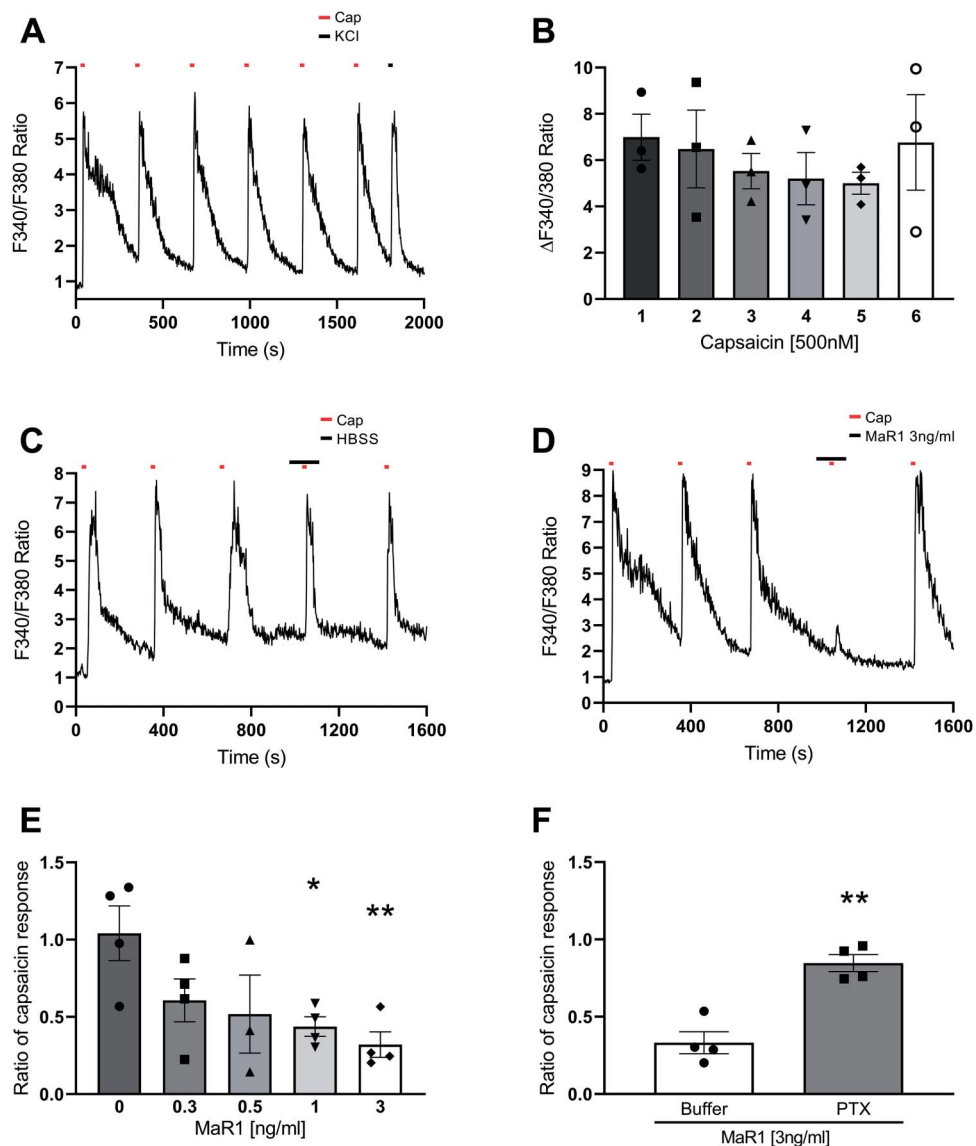 A
Cap
KCl
F340/F380 Ratio
7
6
5
4
3
2
1
0 500 1000 1500 2000
Time (s)
B
ΔF340/380 Ratio
10
8
6
4
2
0
1 2 3 4 5 6
Capsaicin [500nM]
C
Cap
HBSS
F340/F380 Ratio
8
7
6
5
4
3
2
1
0
0 400 800 1200 1600
Time (s)
D
Cap
MaR1 3ng/ml
F340/F380 Ratio
9
8
7
6
5
4
3
2
1
0
0 400 800 1200 1600
Time (s)
E
Ratio of capsaicin response
1.5
1.0
0.5
0.0
*
**
0 0.3 0.5 1 3
MaR1 [ng/ml]
F
Ratio of capsaicin response
1.5
1.0
0.5
0.0
**
Buffer PTX
MaR1 [3ng/ml]